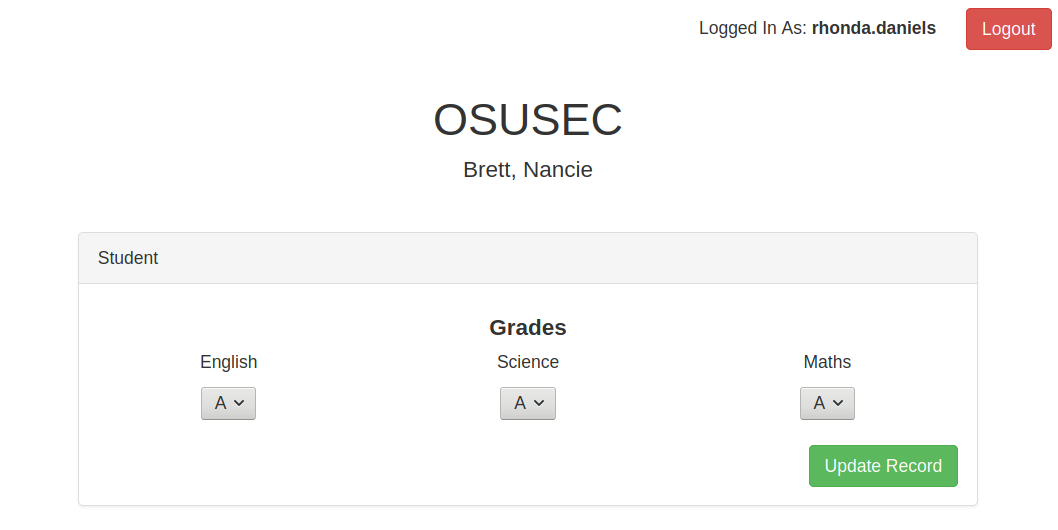 Logged In As: rhonda.daniels Logout
OSUSEC
Brett, Nancie
Student
Grades
English Science Maths
A A A
Update Record